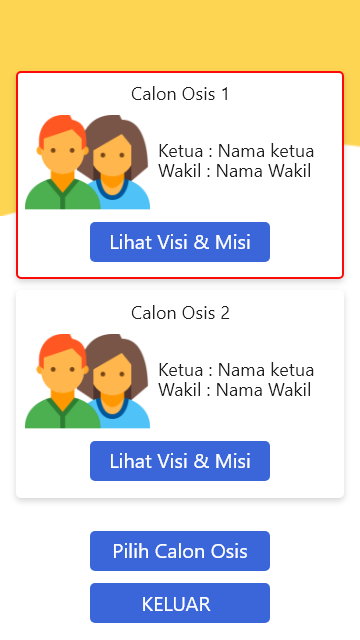 Calon Osis 1
Ketua : Nama ketua
Wakil : Nama Wakil
Lihat Visi & Misi
Calon Osis 2
Ketua : Nama ketua
Wakil : Nama Wakil
Lihat Visi & Misi
Pilih Calon Osis
KELUAR